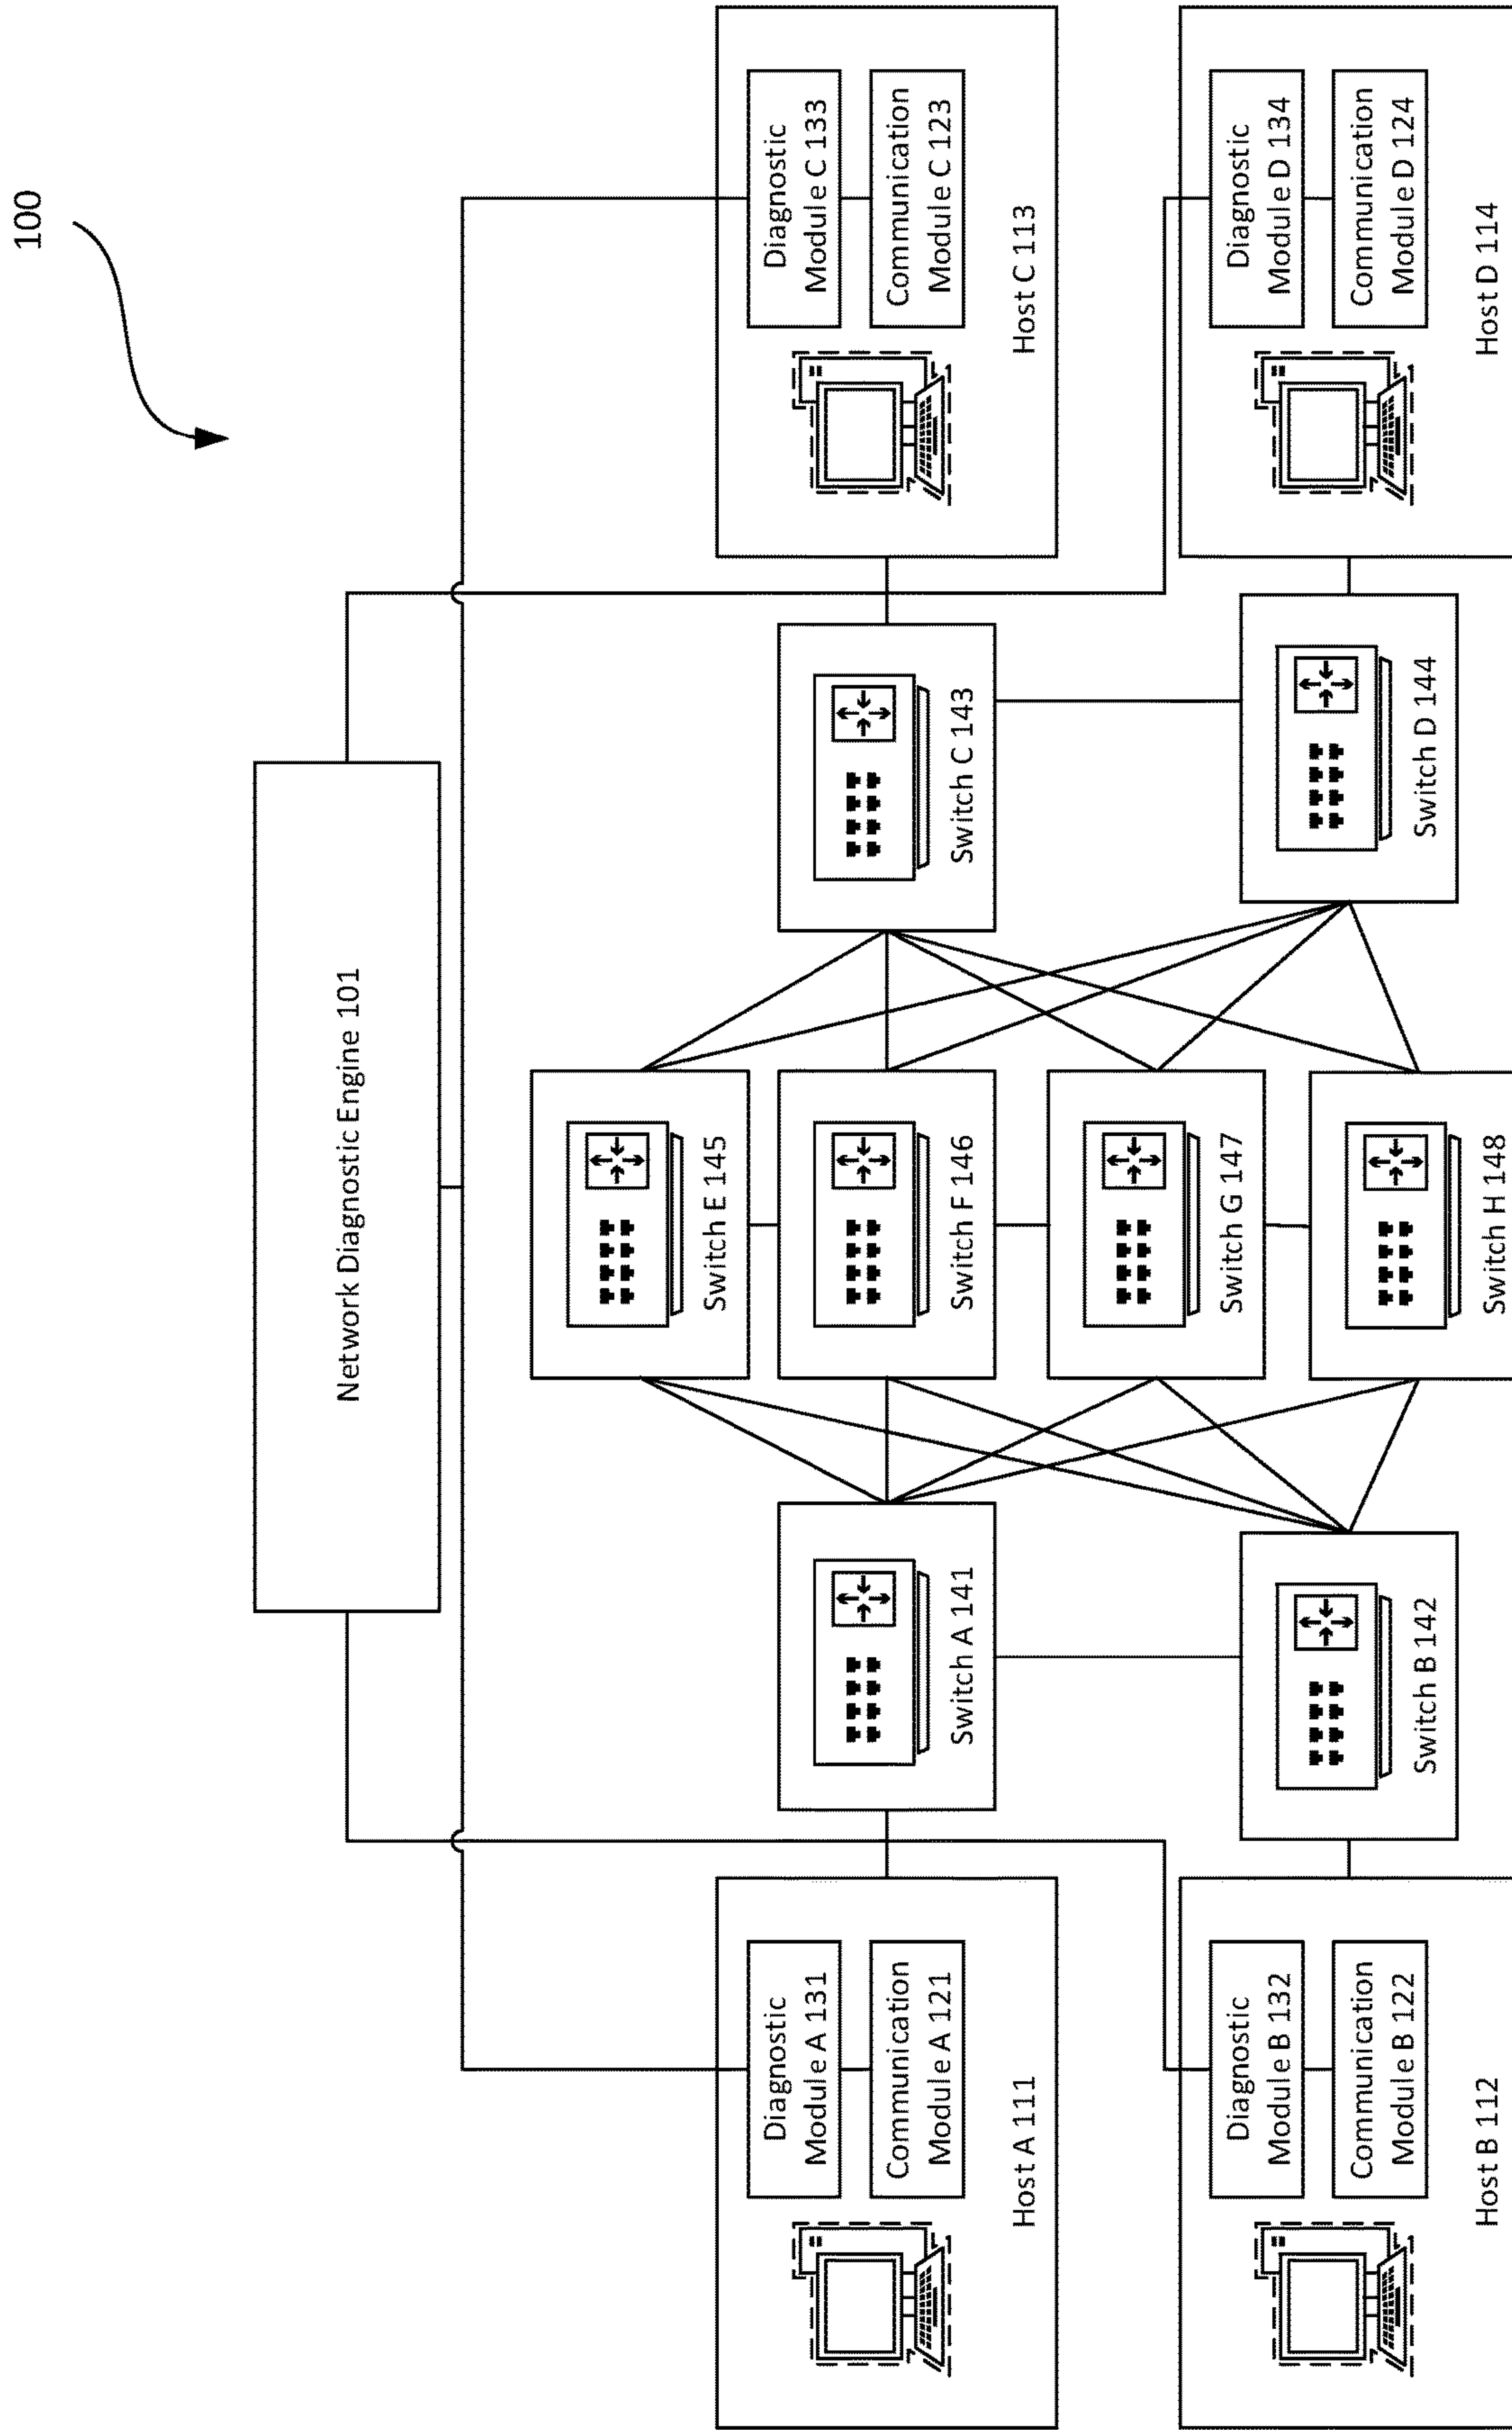 100
Network Diagnostic Engine 101
Diagnostic
Module A 131
Communication
Module A 121
Host A 111
Diagnostic
Module B 132
Communication
Module B 122
Host B 112
Switch A 141
Switch B 142
Switch E 145
Switch F 146
Switch G 147
Switch H 148
Switch C 143
Switch D 144
Diagnostic
Module C 133
Communication
Module C 123
Host C 113
Diagnostic
Module D 134
Communication
Module D 124
Host D 114